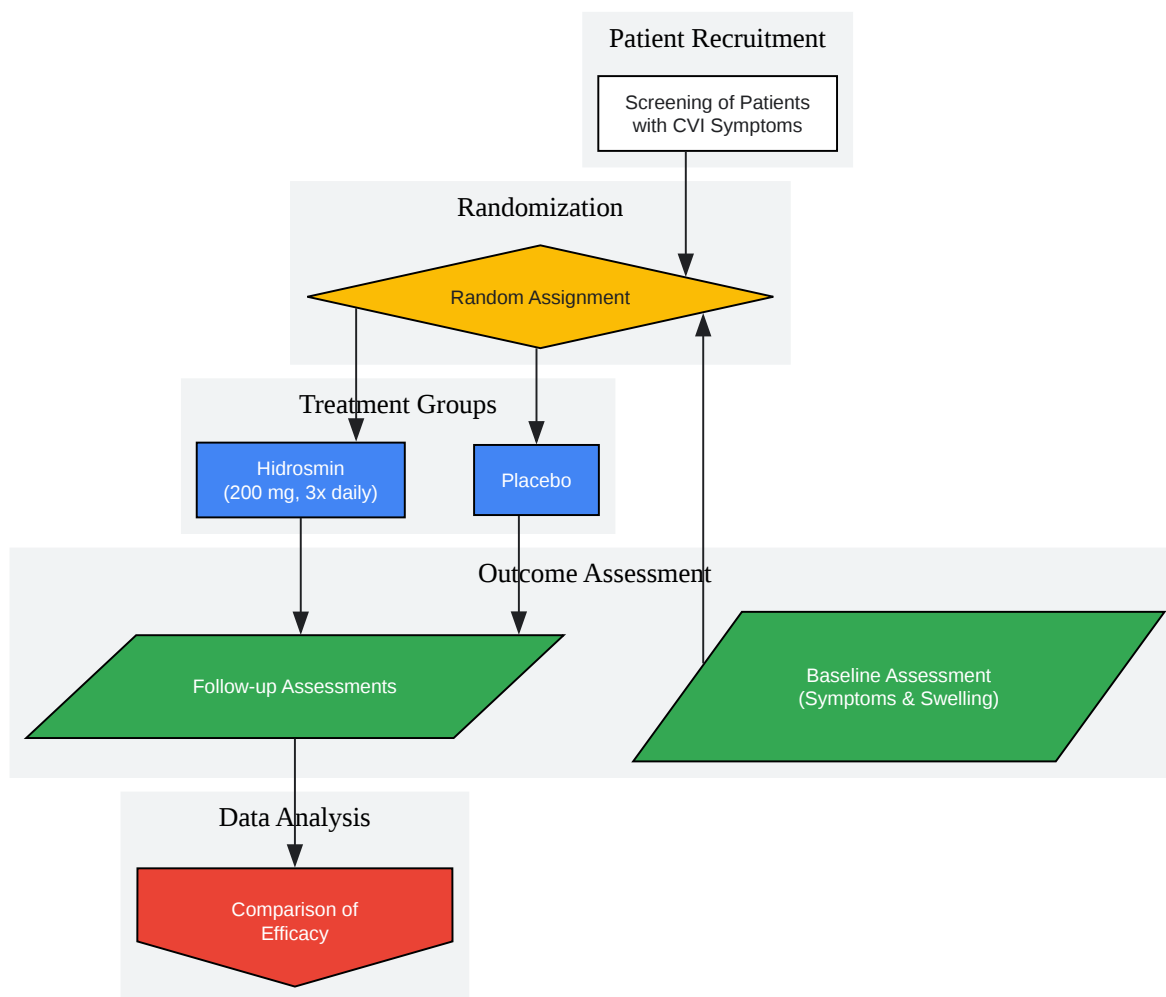 Patient Recruitment
Screening of Patients
with CVI Symptoms
Randomization
Random Assignment
Treatment Groups
Hidrosmin
(200 mg, 3x daily)
Placebo
Outcome Assessment
Follow-up Assessments
Baseline Assessment
(Symptoms & Swelling)
Data Analysis
Comparison of
Efficacy